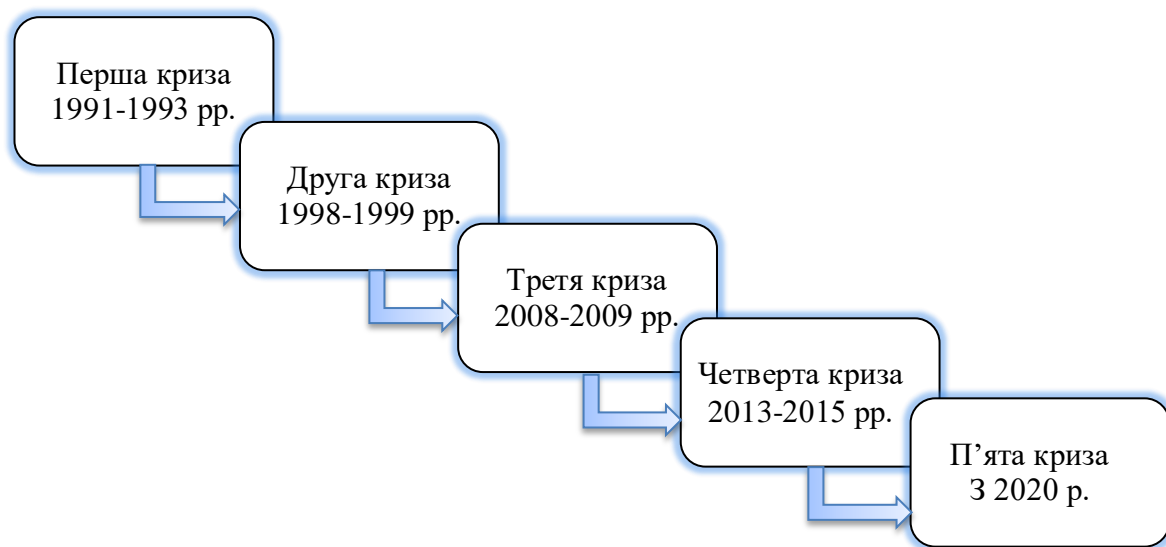 Перша криза
1991-1993 рр.
Друга криза
1998-1999 рр.
Третя криза
2008-2009 рр.
Четверта криза
2013-2015 рр.
П’ята криза
З 2020 р.